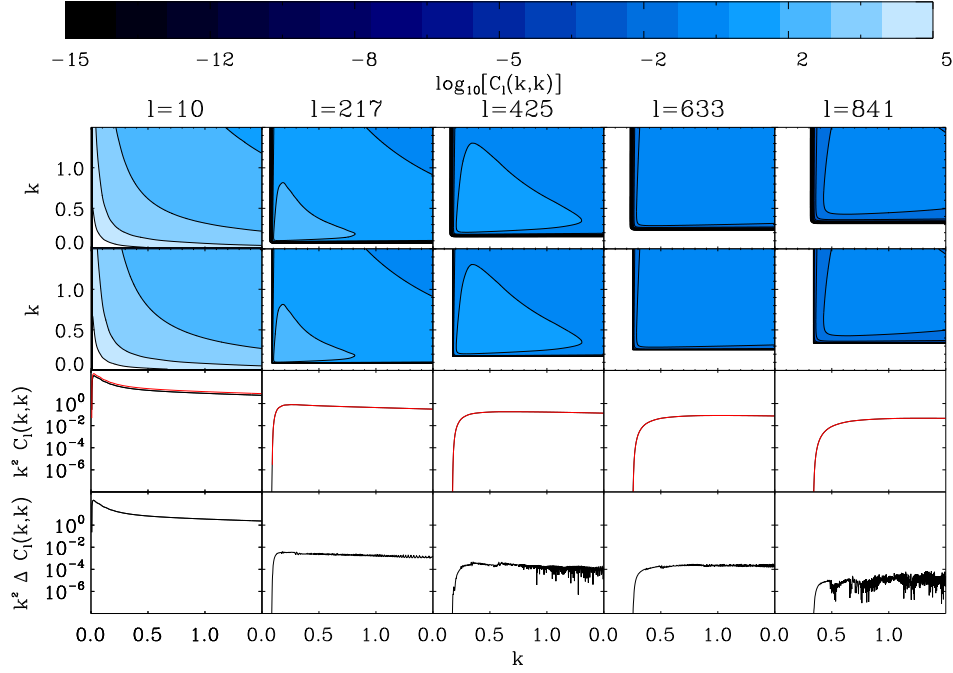 -15 -12 -8 -5 -2 2 5
log10[Cl(k,k)]
l=10 l=217 l=425 l=633 l=841
1.0
k
0.5
0.0
1.0
k
0.5
0.0
k² Cl(k,k)
10⁰
10⁻²
10⁻⁴
10⁻⁶
k² Δ Cl(k,k)
10⁰
10⁻²
10⁻⁴
10⁻⁶
0.0 0.5 1.0 0.0 0.5 1.0 0.0 0.5 1.0 0.0 0.5 1.0 0.0 0.5 1.0
k